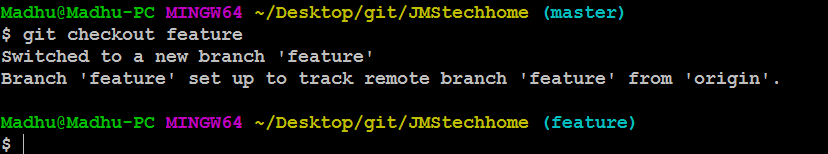 Madhu@Madhu-PC MINGW64 ~/Desktop/git/JMStechhome (master)
$ git checkout feature
Switched to a new branch 'feature'
Branch 'feature' set up to track remote branch 'feature' from 'origin'.
Madhu@Madhu-PC MINGW64 ~/Desktop/git/JMStechhome (feature)
$